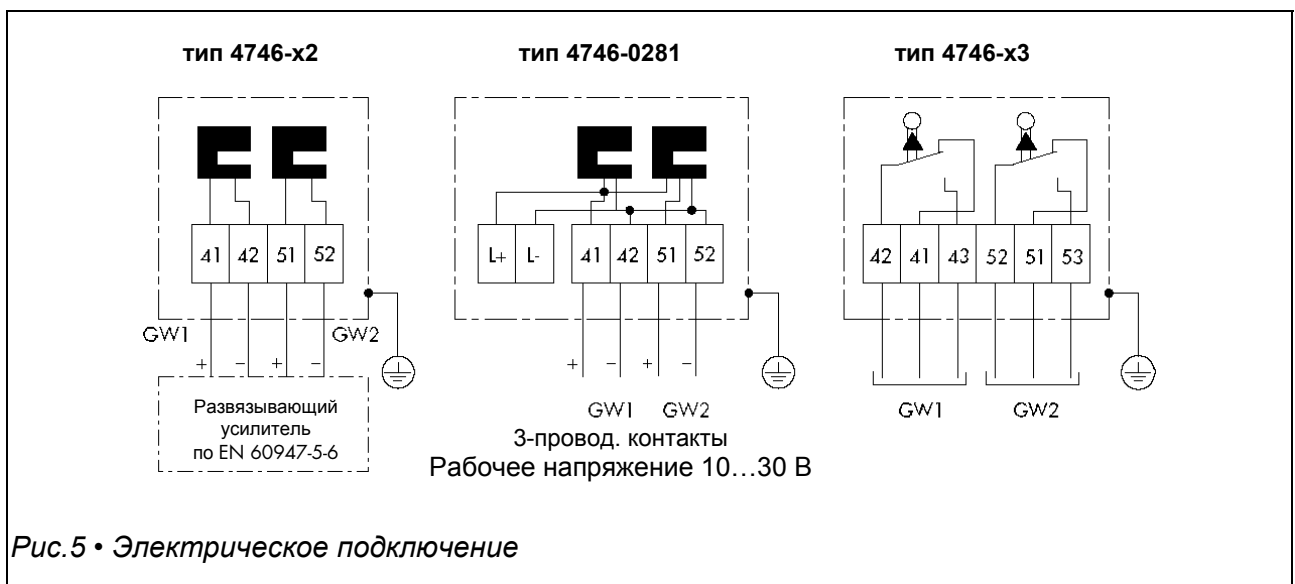 тип 4746-x2
тип 4746-0281
тип 4746-x3
41 42 51 52
L+ L- 41 42 51 52
42 41 43 52 51 53
GW1 GW2
+ − + −
+ − + −
GW1 GW2
GW1 GW2
Развязывающий
усилитель
по EN 60947-5-6
3-провод. контакты
Рабочее напряжение 10…30 В
Рис.5 • Электрическое подключение